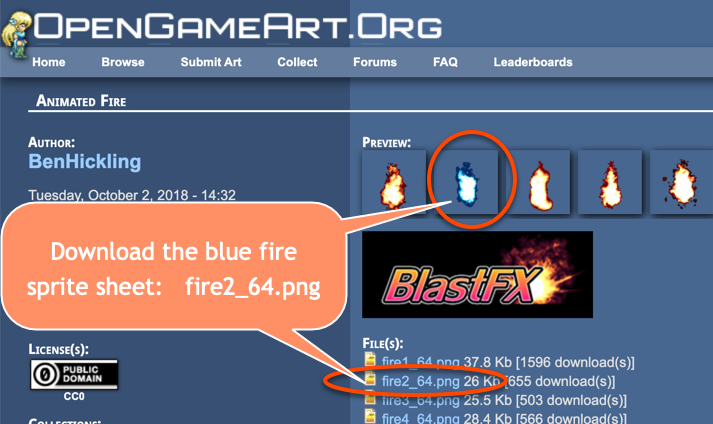 OpenGameArt.Org
Home Browse Submit Art Collect Forums FAQ Leaderboards
Animated Fire
Author:
BenHickling
Tuesday, October 2, 2018 - 14:32
Preview:
Download the blue fire
sprite sheet: fire2_64.png
BlastFX
License(s):
PUBLIC
DOMAIN
CC0
Collections:
File(s):
fire1_64.png 37.8 Kb [1596 download(s)]
fire2_64.png 26 Kb [655 download(s)]
fire3_64.png 25.5 Kb [503 download(s)]
fire4_64.png 28.4 Kb [566 download(s)]